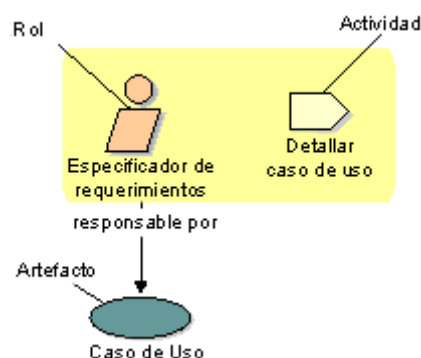 Rol
Actividad
Especificador de
requerimientos
Detallar
caso de uso
responsable por
Artefacto
Caso de Uso